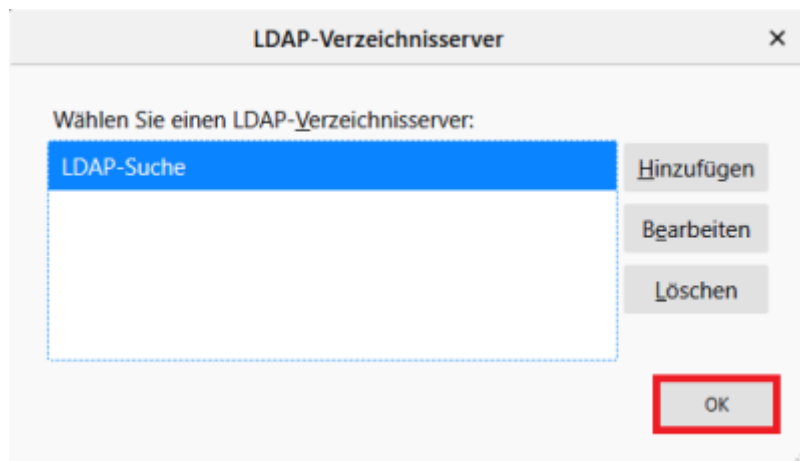 LDAP-Verzeichnisserver
Wählen Sie einen LDAP-Verzeichnisserver:
LDAP-Suche
Hinzufügen
Bearbeiten
Löschen
OK